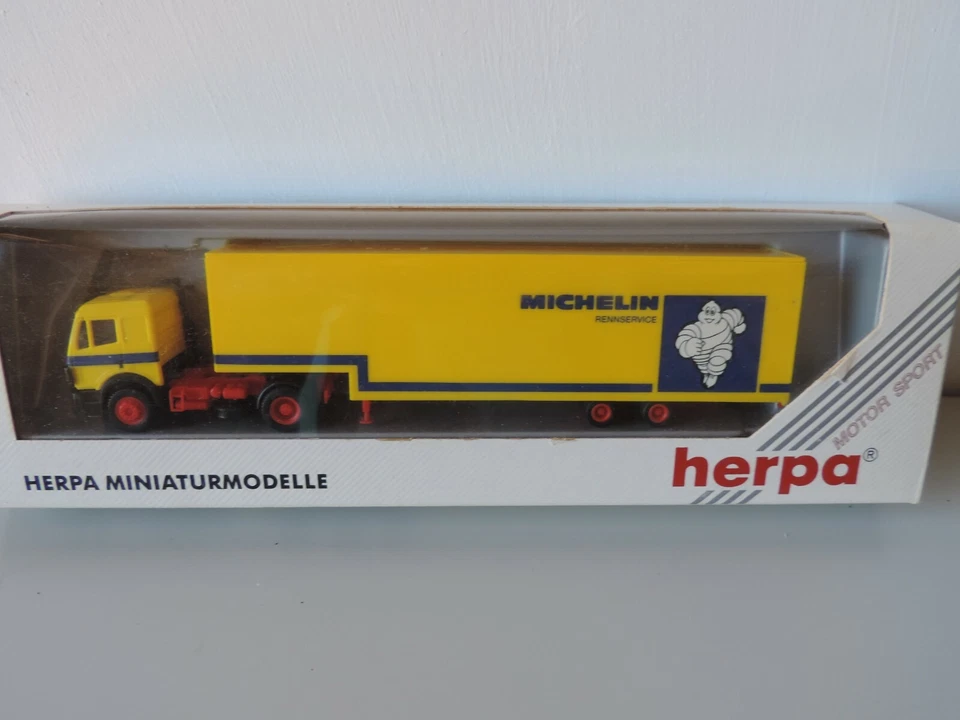 MICHELIN
RENNSERVICE
MOTOR SPORT
HERPA MINIATURMODELLE
herpa®